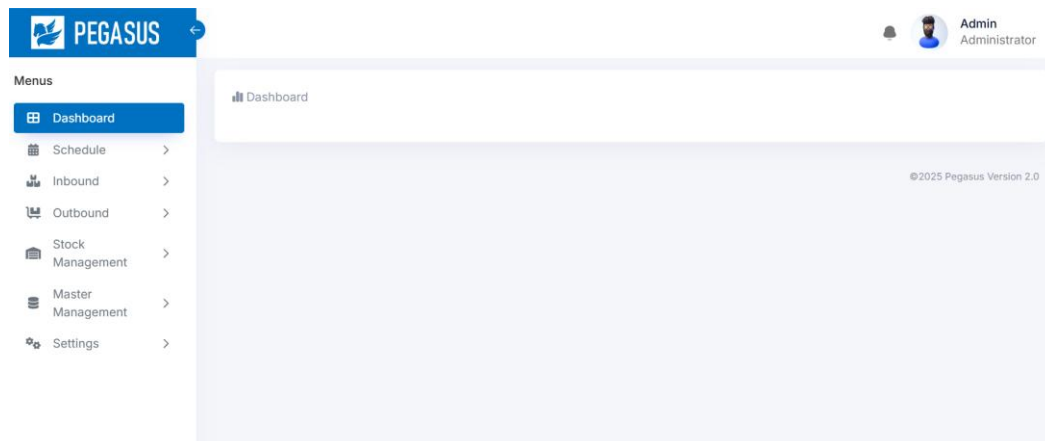 PEGASUS
Admin
Administrator
Menus
Dashboard
Schedule
Inbound
Outbound
Stock
Management
Master
Management
Settings
Dashboard
©2025 Pegasus Version 2.0